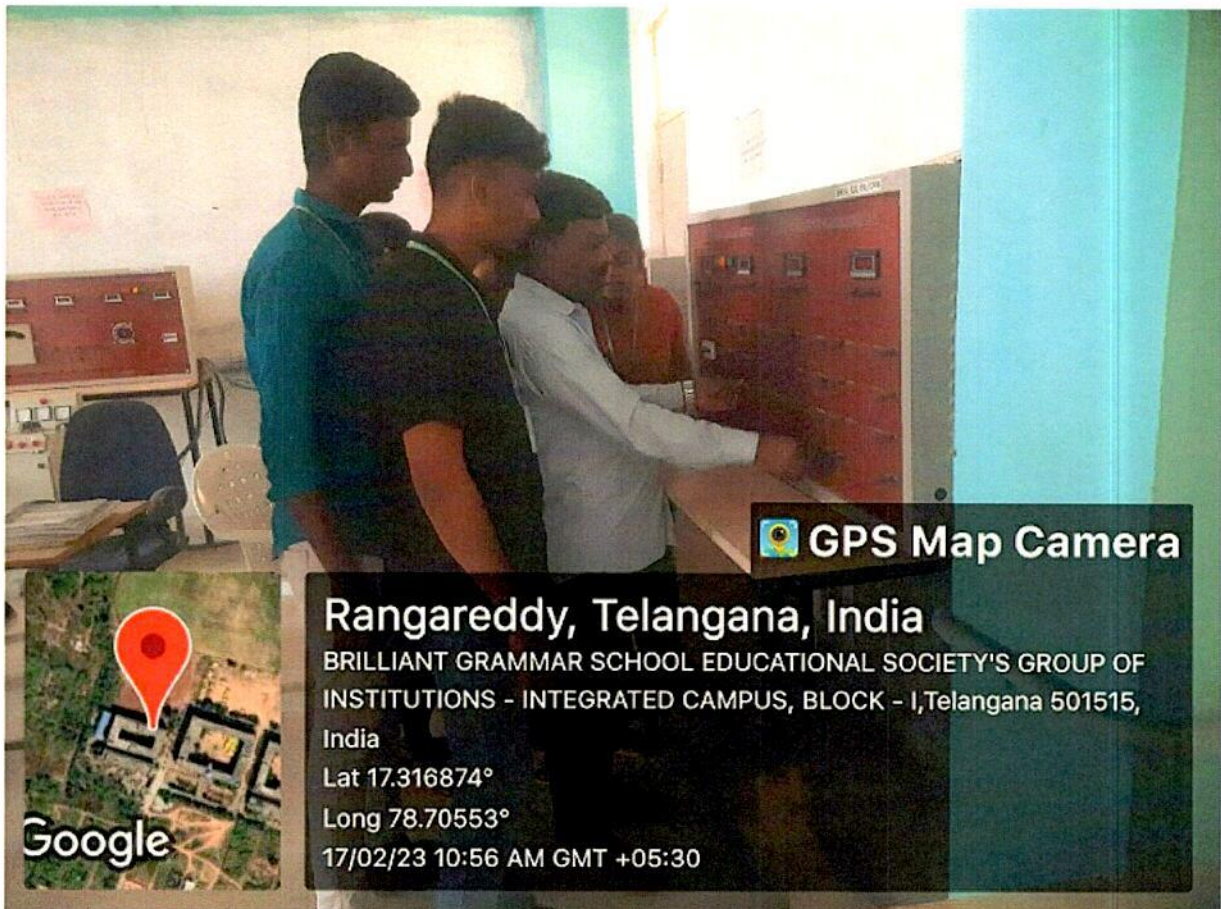 GPS Map Camera
Rangareddy, Telangana, India
BRILLIANT GRAMMAR SCHOOL EDUCATIONAL SOCIETY'S GROUP OF
INSTITUTIONS - INTEGRATED CAMPUS, BLOCK - I,Telangana 501515,
India
Lat 17.316874°
Long 78.70553°
17/02/23 10:56 AM GMT +05:30
Google